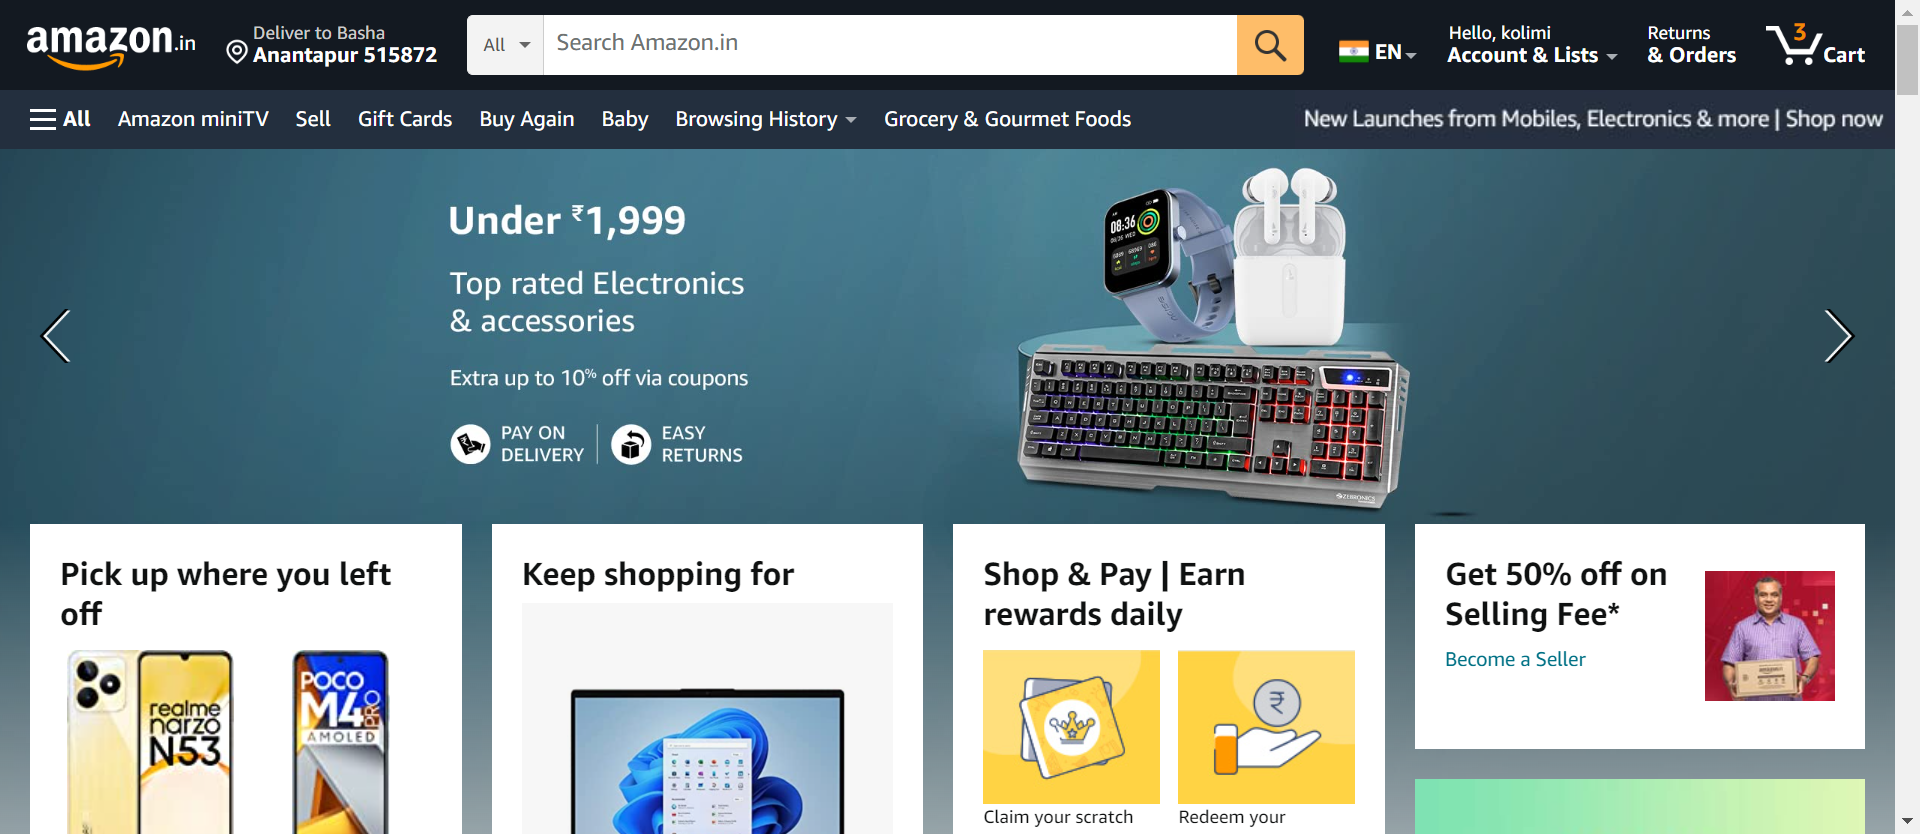 amazon.in
Deliver to Basha
Anantapur 515872
All
Search Amazon.in
EN
Hello, kolimi
Account & Lists
Returns
& Orders
3
Cart
All
Amazon miniTV
Sell
Gift Cards
Buy Again
Baby
Browsing History
Grocery & Gourmet Foods
New Launches from Mobiles, Electronics & more | Shop now
Under ₹1,999
Top rated Electronics
& accessories
Extra up to 10% off via coupons
PAY ON
DELIVERY
EASY
RETURNS
08:36
ZEBRONICS
Pick up where you left
off
realme
narzo
N53
POCO
M4 PRO
AMOLED
Keep shopping for
Shop & Pay | Earn
rewards daily
₹
Claim your scratch
Redeem your
Get 50% off on
Selling Fee*
Become a Seller